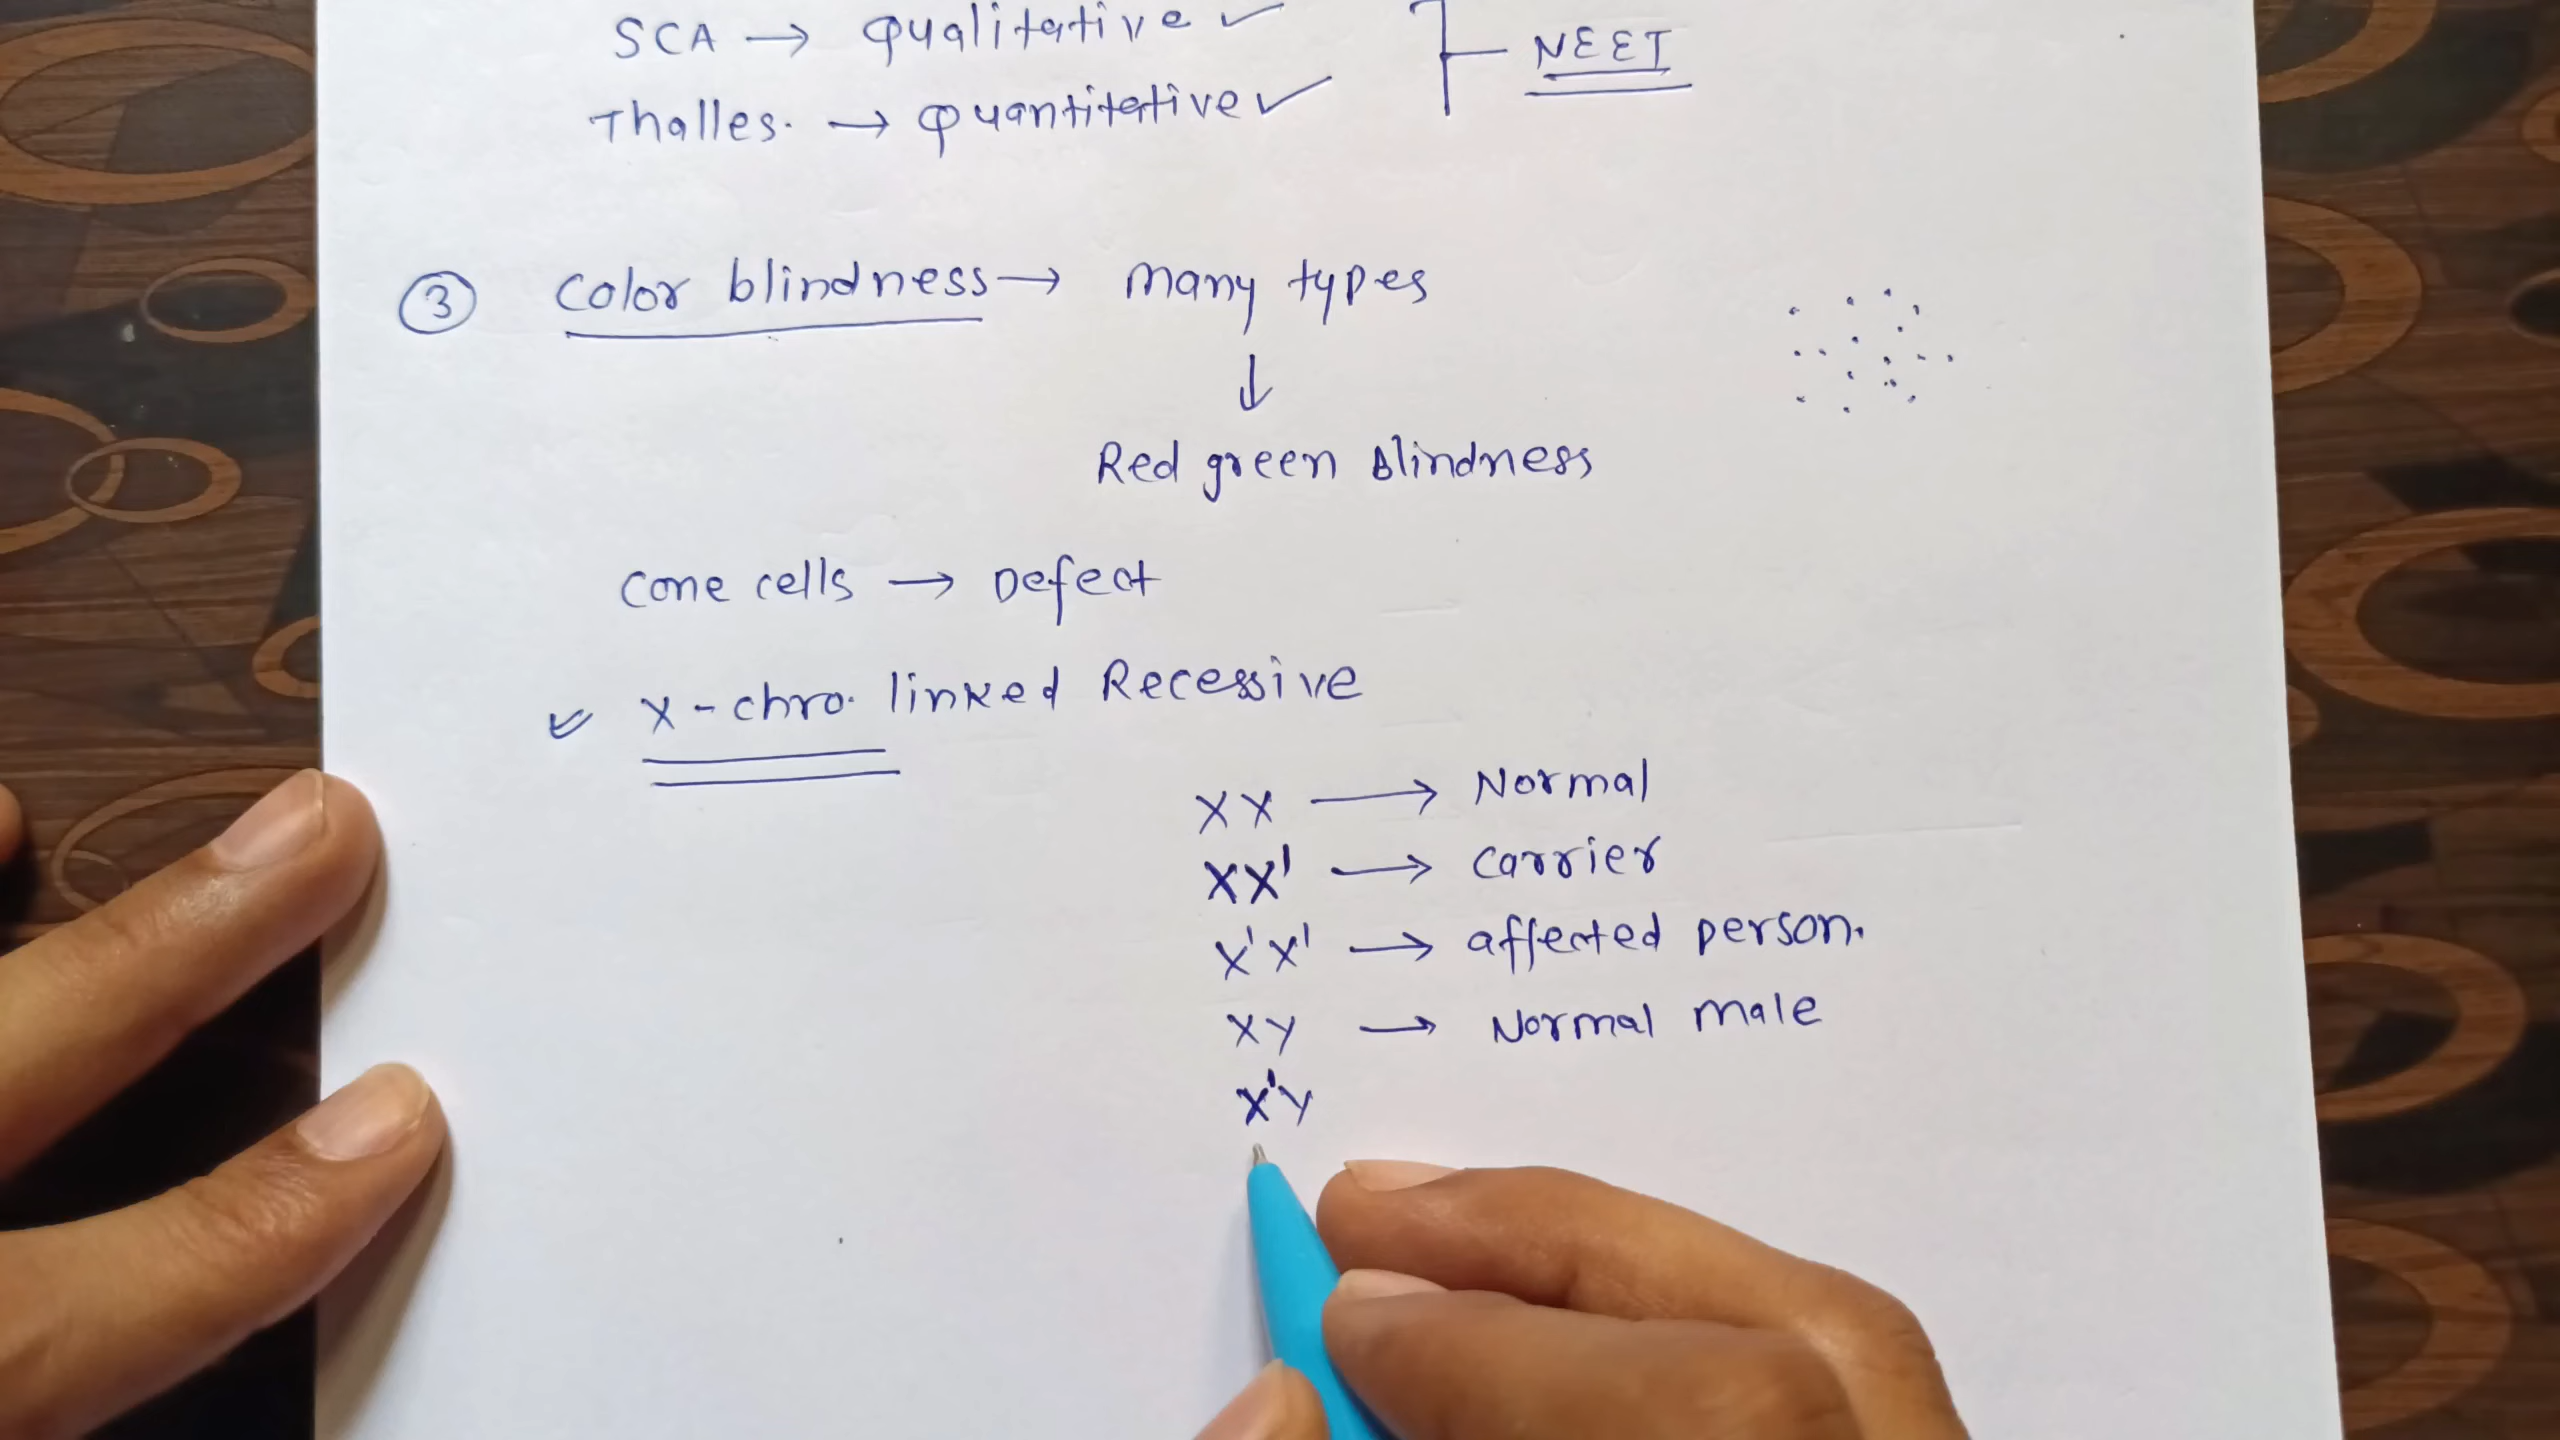 SCA → qualitative ✓
Thalles. → quantitative ✓
NEET
③ Color blindness → many types
↓
Red green blindness
Cone cells → Defect
✓ X-chro. linked Recessive
XX → Normal
XX' → carrier
X'X' → affected person.
XY → Normal male
X'Y